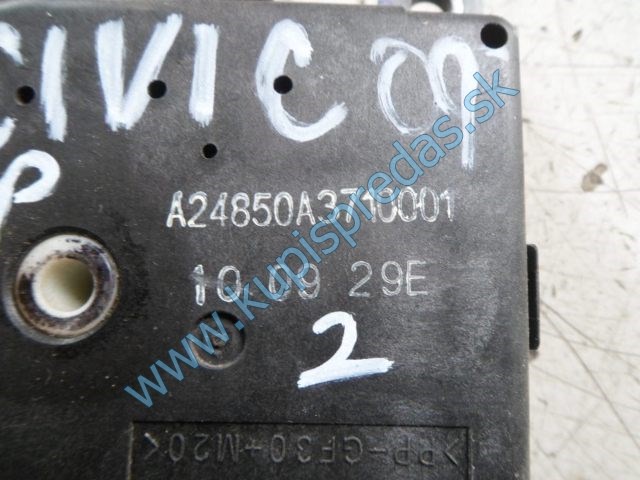 CIVIC 09
P
A24850A3710001
10 09 29E
2
>PP-GF30-M20<
www.kupispredas.sk